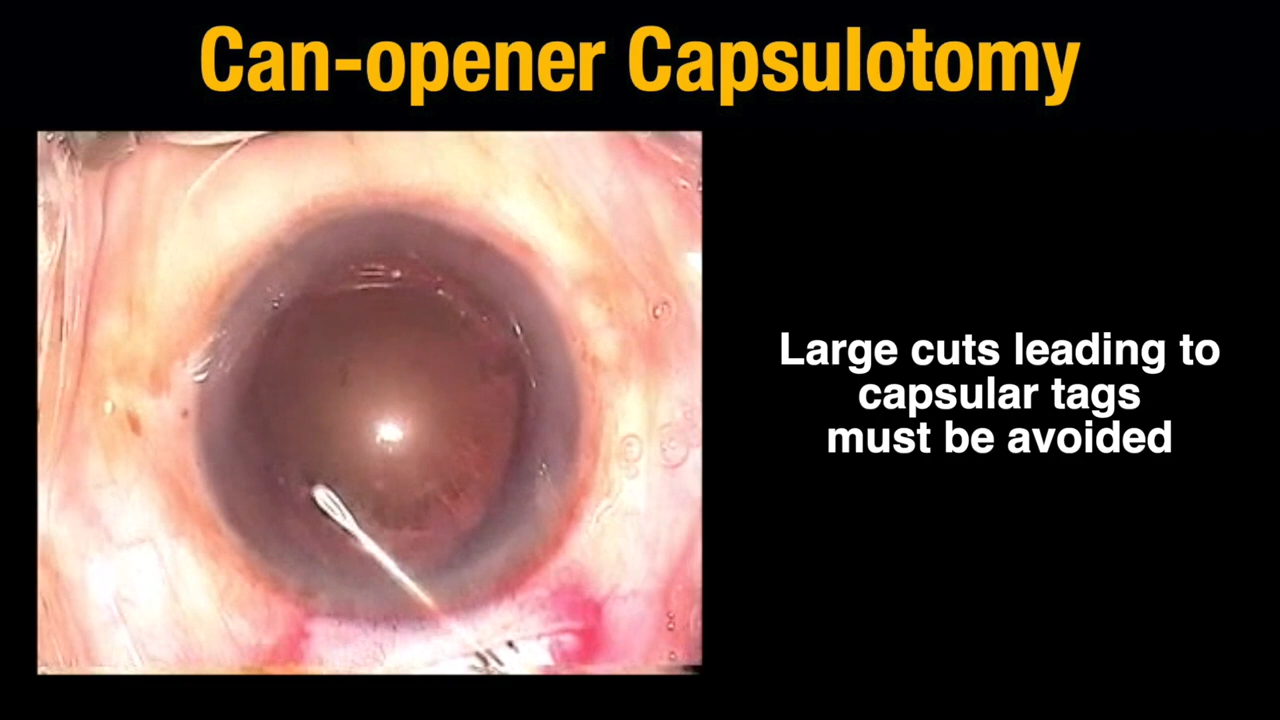 Can-opener Capsulotomy
Large cuts leading to
capsular tags
must be avoided